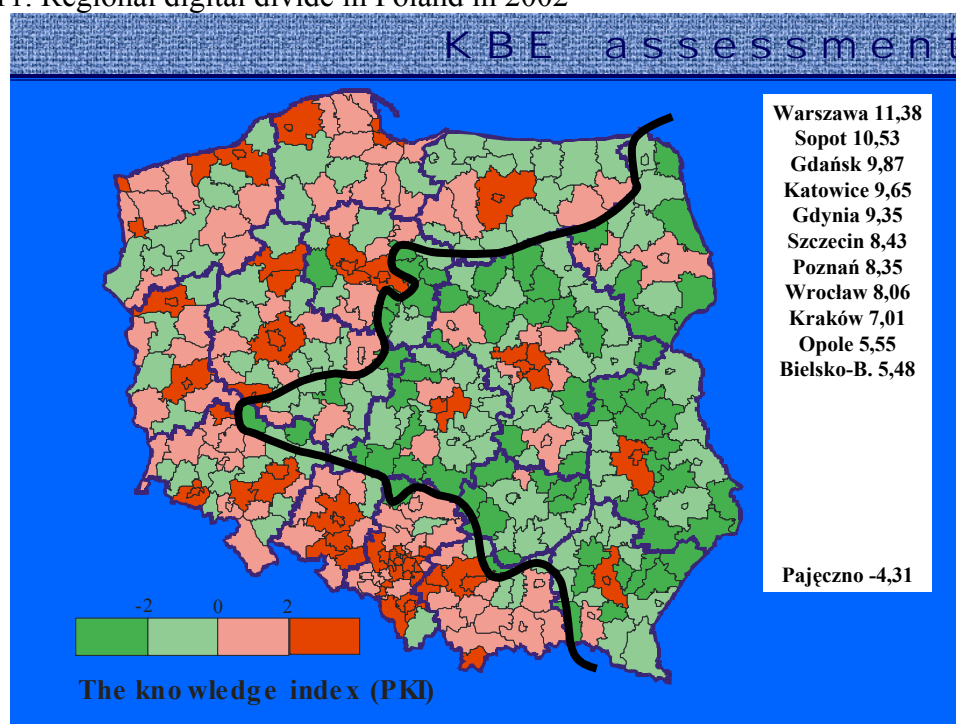 11. Regional digital divide in Poland in 2002
KBE assessment
Warszawa 11,38
Sopot 10,53
Gdańsk 9,87
Katowice 9,65
Gdynia 9,35
Szczecin 8,43
Poznań 8,35
Wrocław 8,06
Kraków 7,01
Opole 5,55
Bielsko-B. 5,48
Pajęczno -4,31
-2 0 2
The knowledge index (PKI)